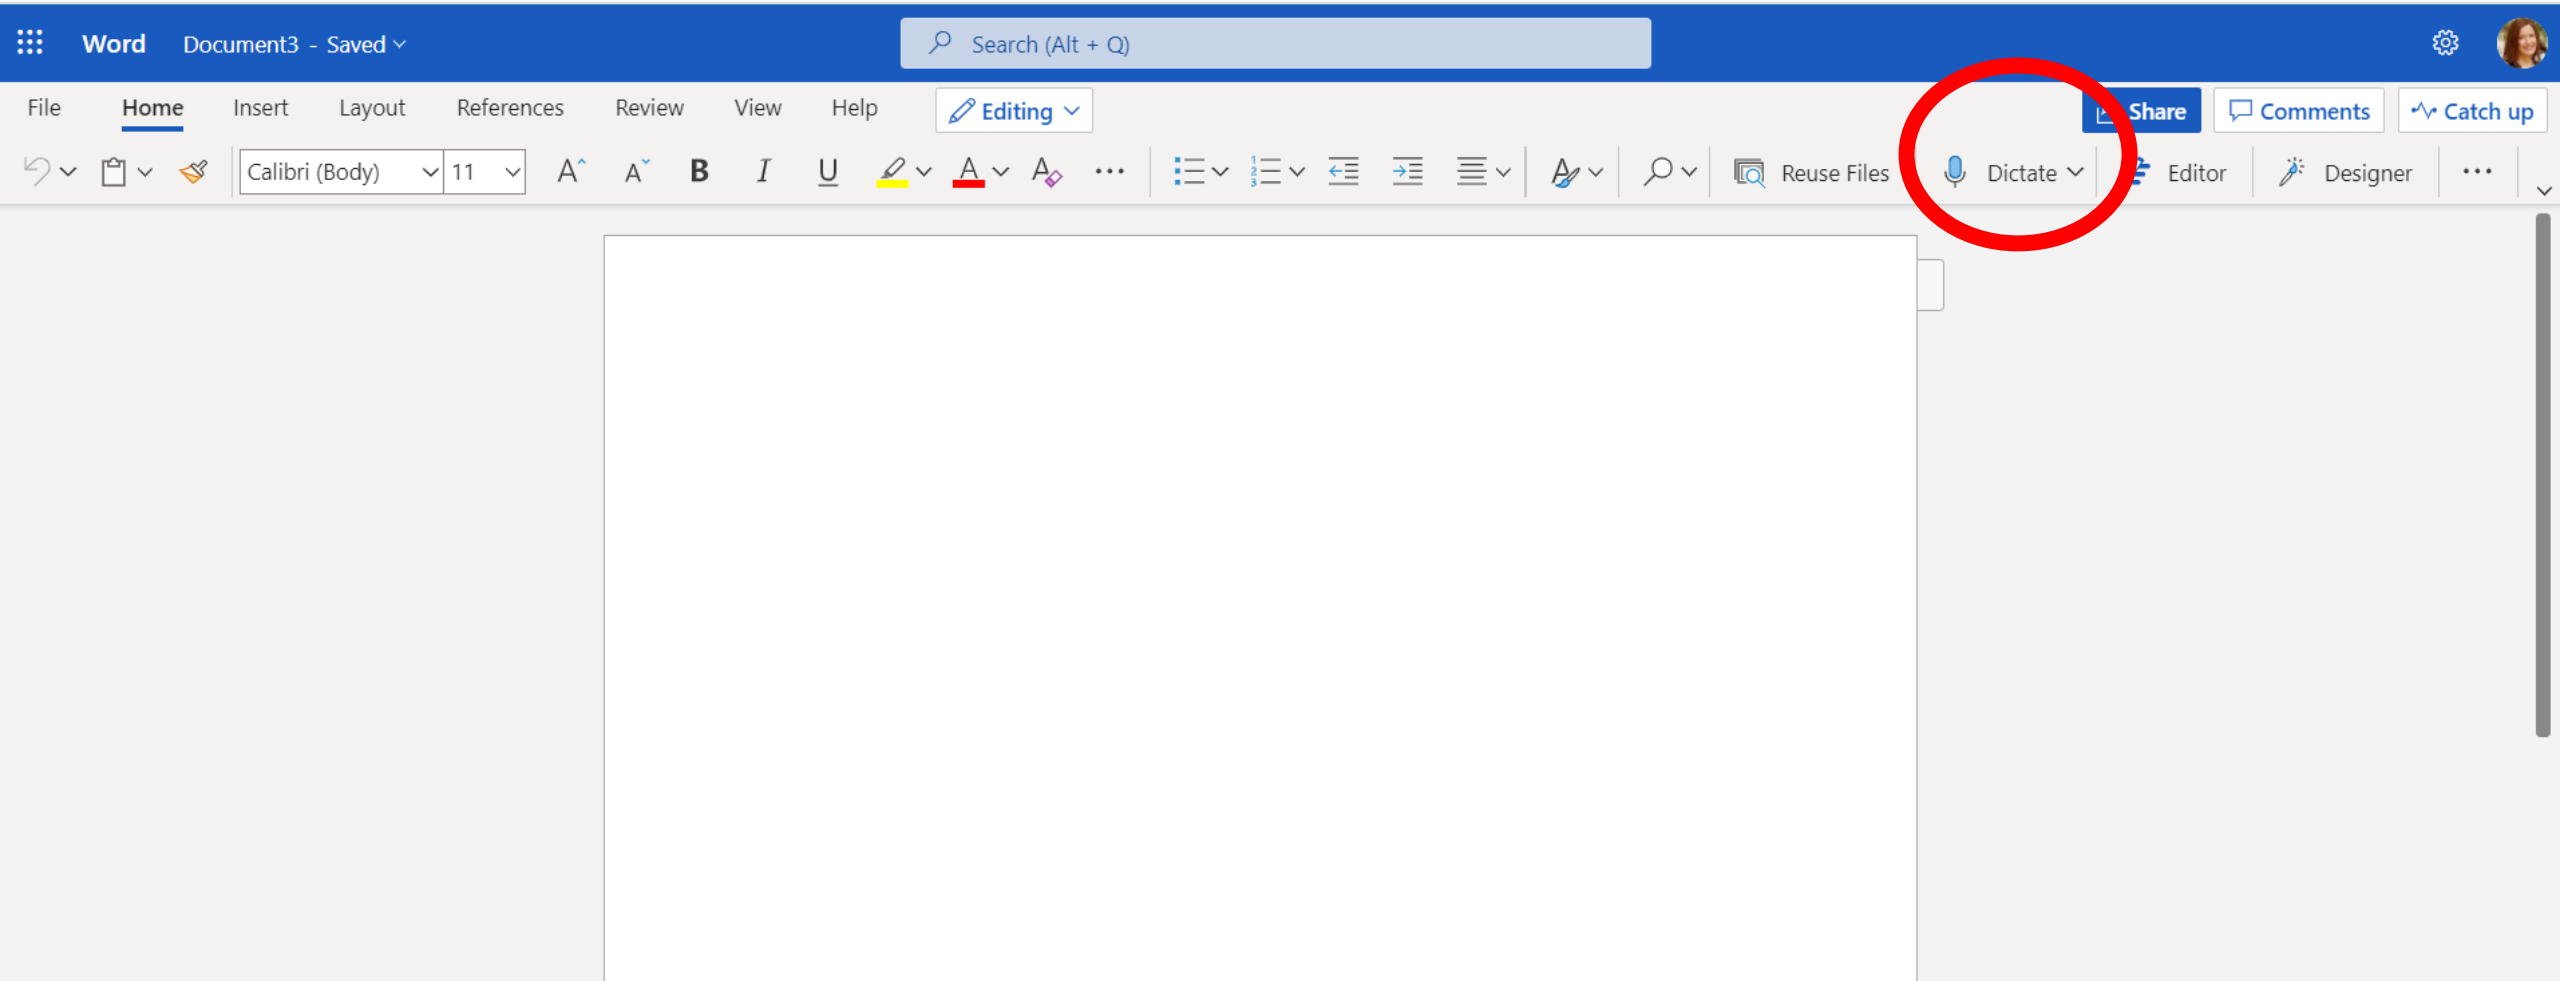 Word Document3 - Saved Search (Alt + Q)
File Home Insert Layout References Review View Help Editing Share Comments Catch up
Calibri (Body) 11 A A B I U A A Reuse Files Dictate Editor Designer